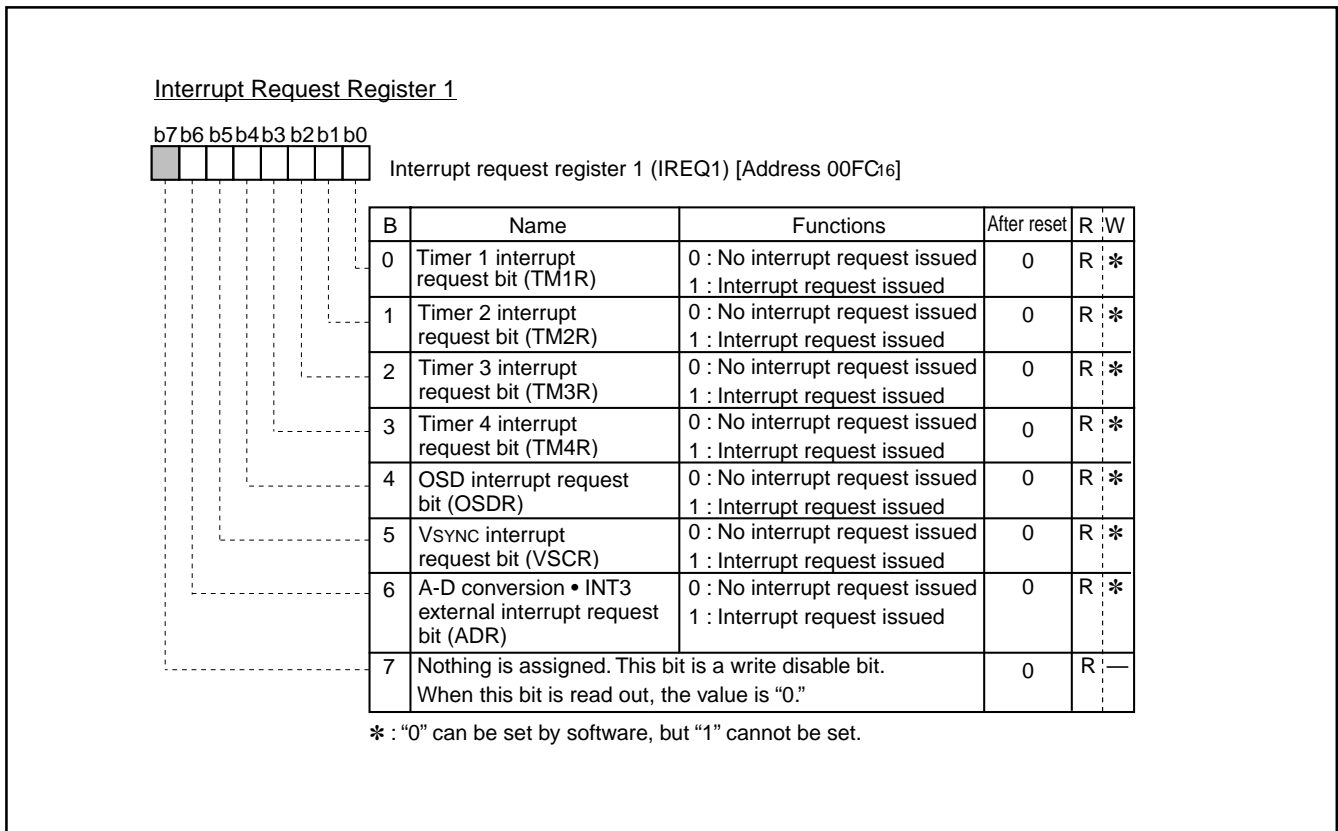 Interrupt Request Register 1
b7 b6 b5 b4 b3 b2 b1 b0
Interrupt request register 1 (IREQ1) [Address 00FC16]
B Name Functions After reset R W
0 Timer 1 interrupt request bit (TM1R) 0 : No interrupt request issued 0 R ✻
1 : Interrupt request issued
1 Timer 2 interrupt request bit (TM2R) 0 : No interrupt request issued 0 R ✻
1 : Interrupt request issued
2 Timer 3 interrupt request bit (TM3R) 0 : No interrupt request issued 0 R ✻
1 : Interrupt request issued
3 Timer 4 interrupt request bit (TM4R) 0 : No interrupt request issued 0 R ✻
1 : Interrupt request issued
4 OSD interrupt request bit (OSDR) 0 : No interrupt request issued 0 R ✻
1 : Interrupt request issued
5 VSYNC interrupt request bit (VSCR) 0 : No interrupt request issued 0 R ✻
1 : Interrupt request issued
6 A-D conversion • INT3 external interrupt request bit (ADR) 0 : No interrupt request issued 0 R ✻
1 : Interrupt request issued
7 Nothing is assigned. This bit is a write disable bit. 0 R —
When this bit is read out, the value is “0.”
✻ : “0” can be set by software, but “1” cannot be set.